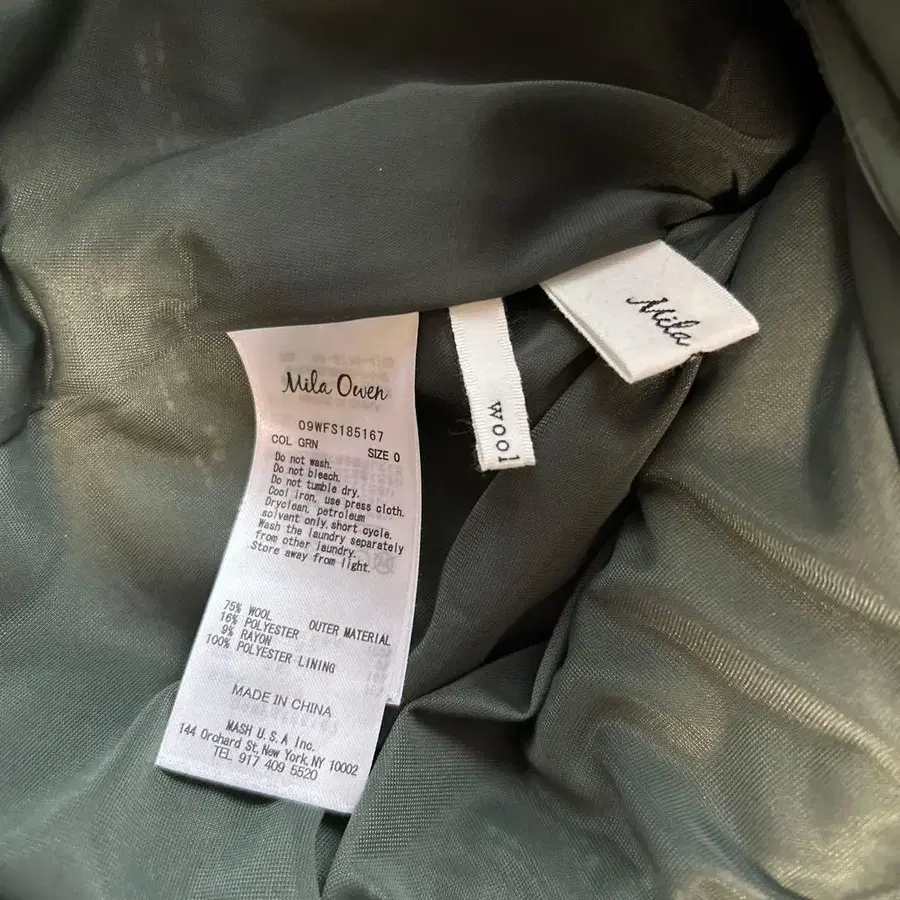 Mila Owen
09WFS185167
COL GRN SIZE 0
Do not wash.
Do not bleach.
Do not tumble dry.
Cool iron, use press cloth.
Dryclean, petroleum
solvent only, short cycle.
Wash the laundry separately
from other laundry.
Store away from light.
75% WOOL OUTER MATERIAL
16% POLYESTER
9% RAYON
100% POLYESTER LINING
MADE IN CHINA
MASH U.S.A Inc.
144 Orchard St, New York, NY 10002
TEL 917 409 5520
wool
Mila